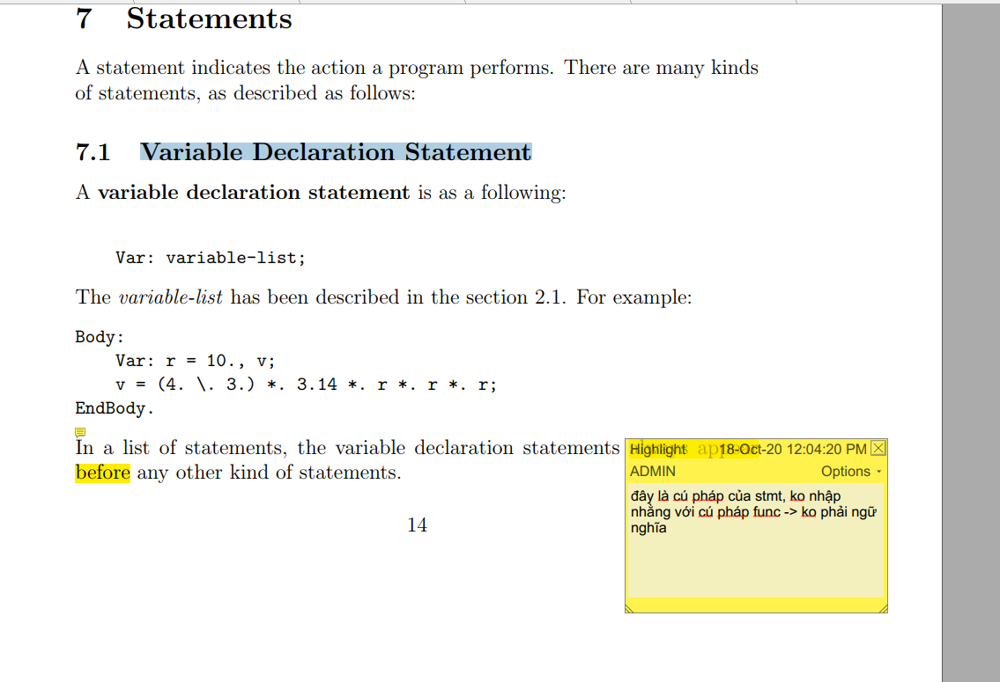 7 Statements
A statement indicates the action a program performs. There are many kinds
of statements, as described as follows:
7.1 Variable Declaration Statement
A variable declaration statement is as a following:
Var: variable-list;
The variable-list has been described in the section 2.1. For example:
Body:
Var: r = 10., v;
v = (4. \. 3.) *. 3.14 *. r *. r *. r;
EndBody.
In a list of statements, the variable declaration statements
before any other kind of statements.
14
Highlight 18-Oct-20 12:04:20 PM
ADMIN Options
đây là cú pháp của stmt, ko nhập
nhằng với cú pháp func -> ko phải ngữ
nghĩa